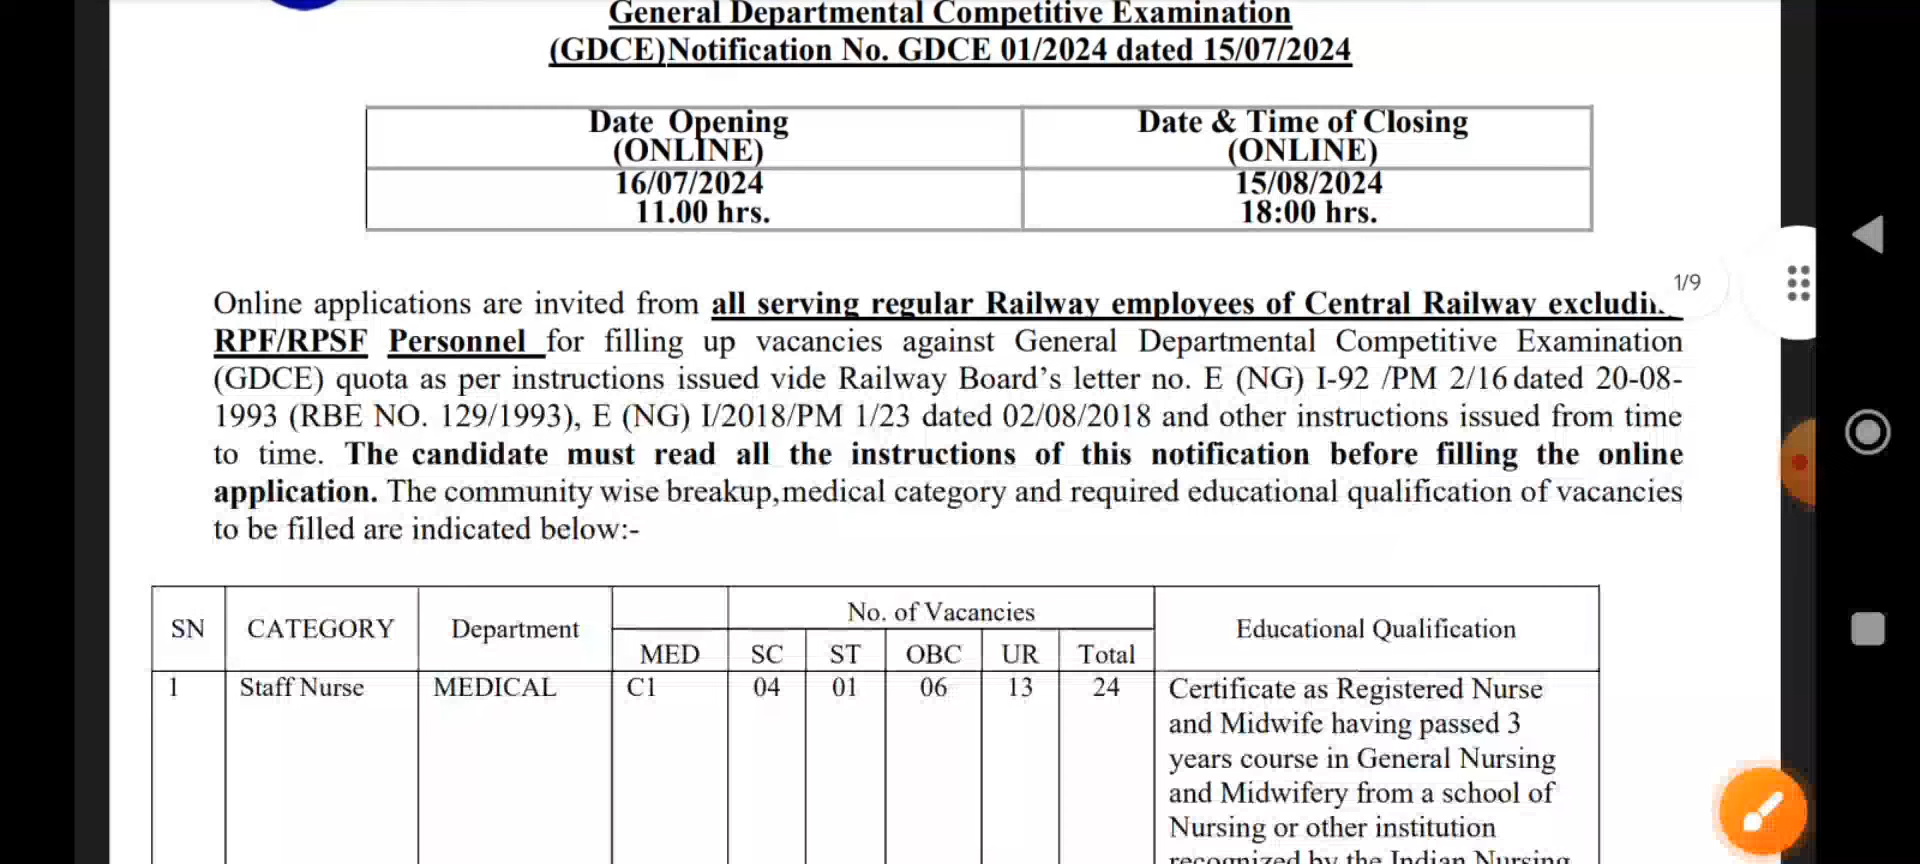 General Departmental Competitive Examination
(GDCE)Notification No. GDCE 01/2024 dated 15/07/2024
Date Opening
(ONLINE)
Date & Time of Closing
(ONLINE)
16/07/2024
11.00 hrs.
15/08/2024
18:00 hrs.
1/9
Online applications are invited from all serving regular Railway employees of Central Railway
RPF/RPSF Personnel for filling up vacancies against General Departmental Competitive Examination
(GDCE) quota as per instructions issued vide Railway Board's letter no. E (NG) I-92 /PM 2/16 dated 20-08-
1993 (RBE NO. 129/1993), E (NG) I/2018/PM 1/23 dated 02/08/2018 and other instructions issued from time
to time. The candidate must read all the instructions of this notification before filling the online
application. The community wise breakup,medical category and required educational qualification of vacancies
to be filled are indicated below:-
SN CATEGORY Department MED No. of Vacancies Educational Qualification
SC ST OBC UR Total
1 Staff Nurse MEDICAL C1 04 01 06 13 24 Certificate as Registered Nurse
and Midwife having passed 3
years course in General Nursing
and Midwifery from a school of
Nursing or other institution
recognized by the Indian Nursing